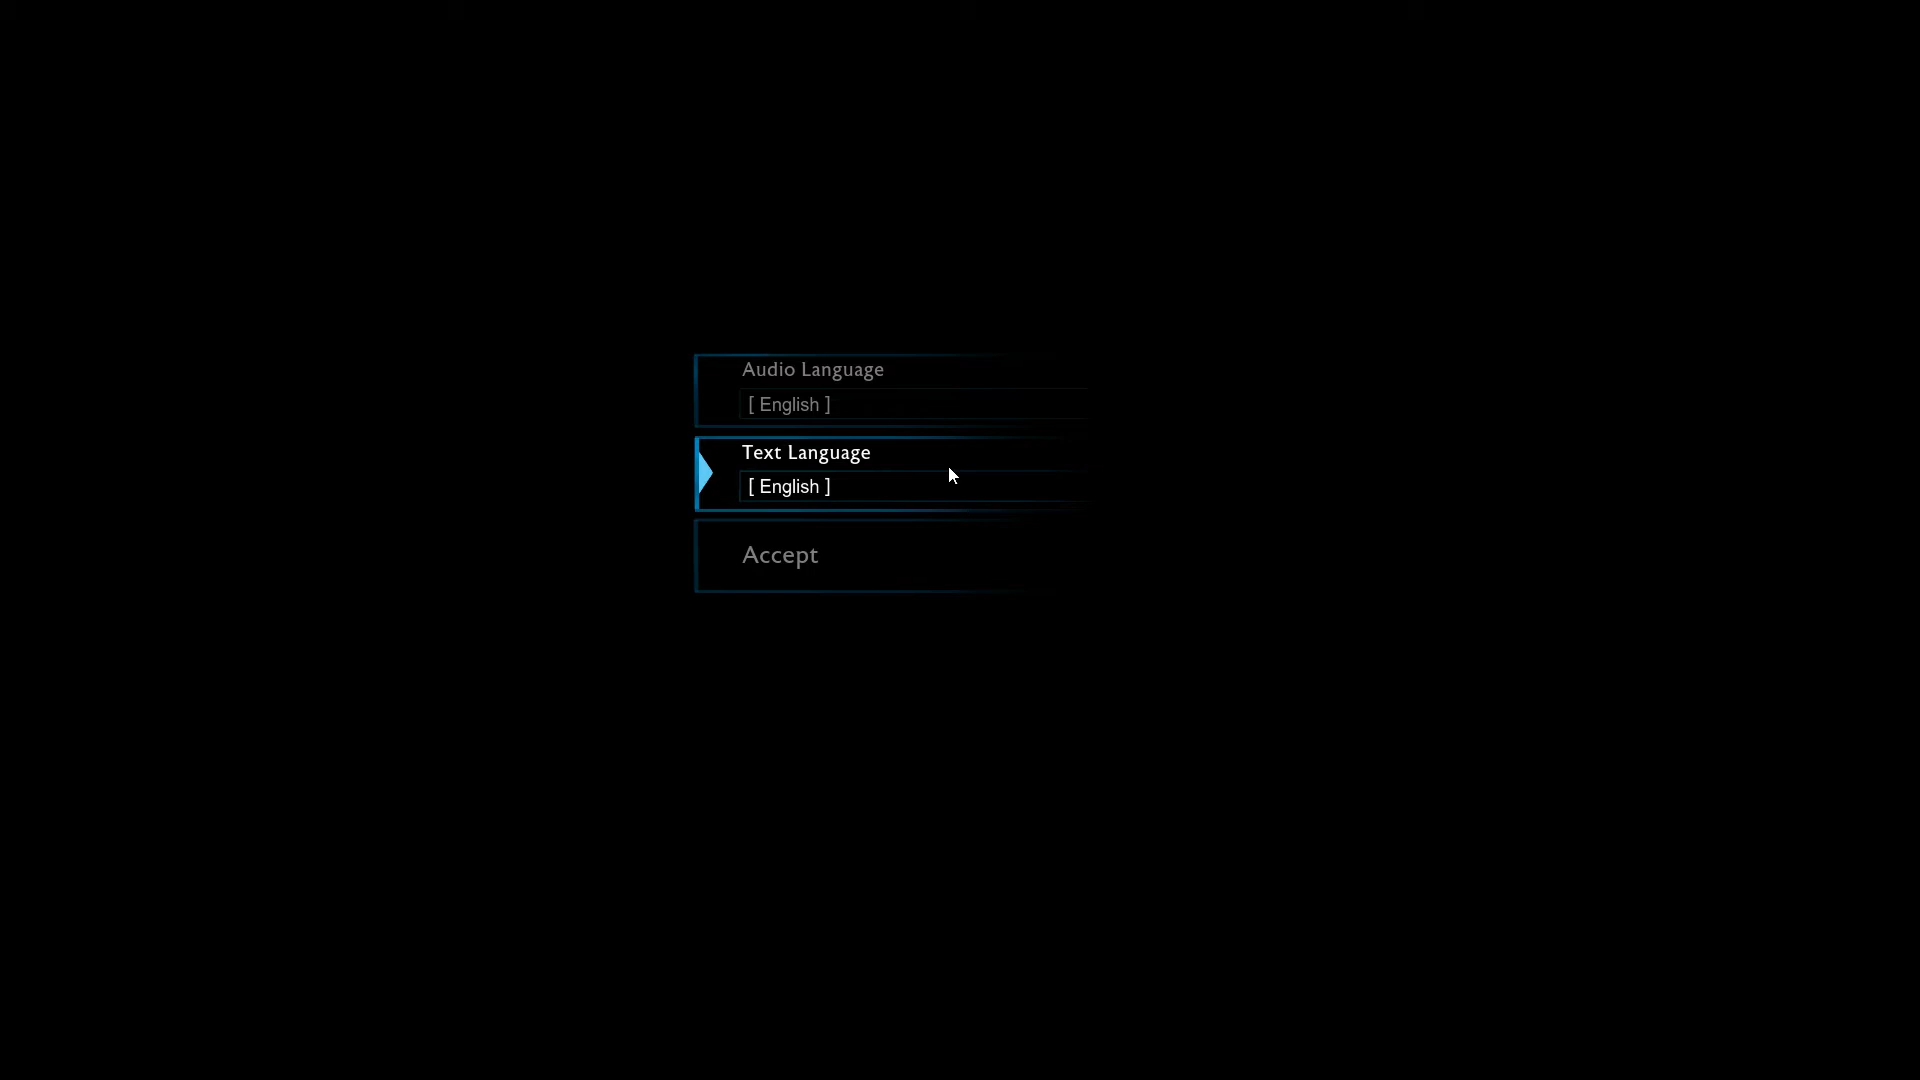 Audio Language
[ English ]
Text Language
[ English ]
Accept